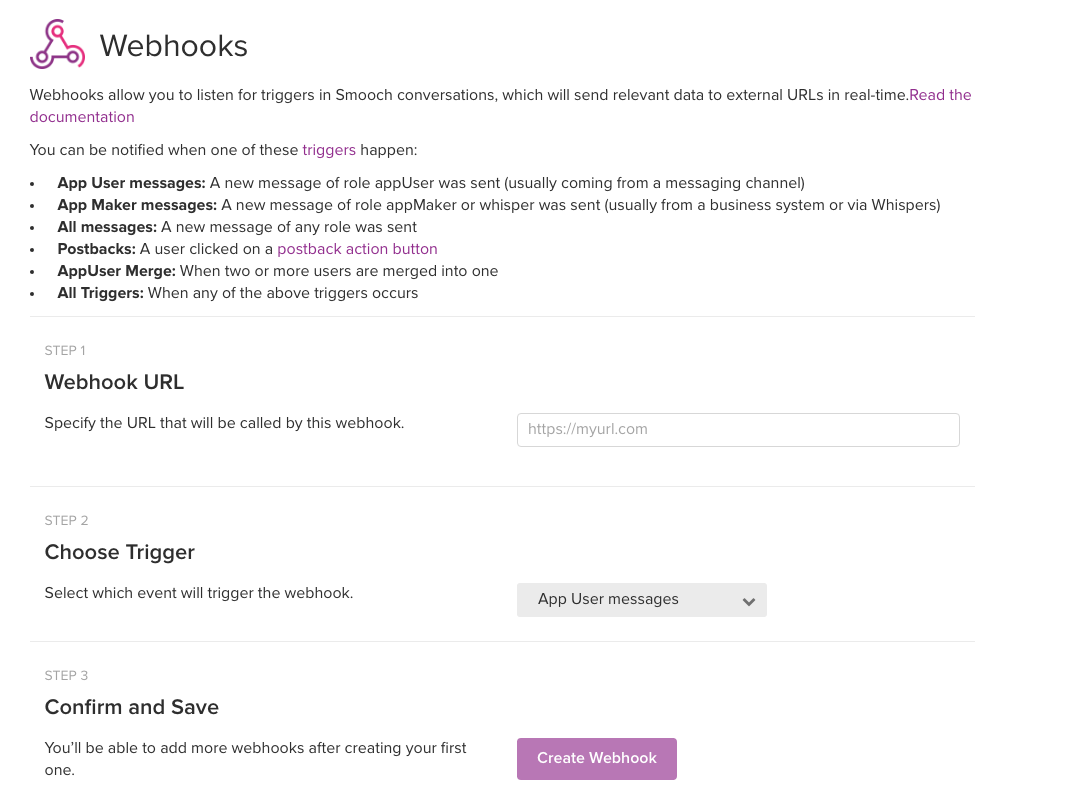 Webhooks
Webhooks allow you to listen for triggers in Smooch conversations, which will send relevant data to external URLs in real-time.Read the
documentation
You can be notified when one of these triggers happen:
• App User messages: A new message of role appUser was sent (usually coming from a messaging channel)
• App Maker messages: A new message of role appMaker or whisper was sent (usually from a business system or via Whispers)
• All messages: A new message of any role was sent
• Postbacks: A user clicked on a postback action button
• AppUser Merge: When two or more users are merged into one
• All Triggers: When any of the above triggers occurs
STEP 1
Webhook URL
Specify the URL that will be called by this webhook.
https://myurl.com
STEP 2
Choose Trigger
Select which event will trigger the webhook.
App User messages
STEP 3
Confirm and Save
You’ll be able to add more webhooks after creating your first
one.
Create Webhook